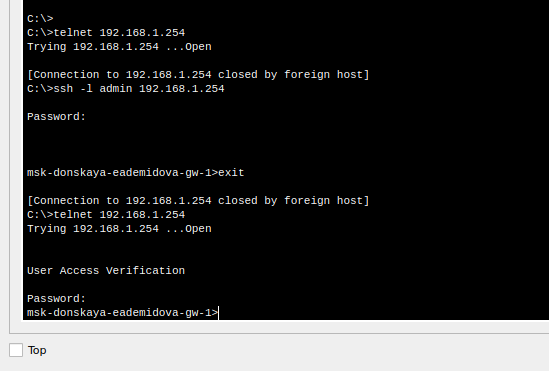 C:\>
C:\>telnet 192.168.1.254
Trying 192.168.1.254 ...Open
[Connection to 192.168.1.254 closed by foreign host]
C:\>ssh -l admin 192.168.1.254
Password:
msk-donskaya-eademidova-gw-1>exit
[Connection to 192.168.1.254 closed by foreign host]
C:\>telnet 192.168.1.254
Trying 192.168.1.254 ...Open
User Access Verification
Password:
msk-donskaya-eademidova-gw-1>
Top